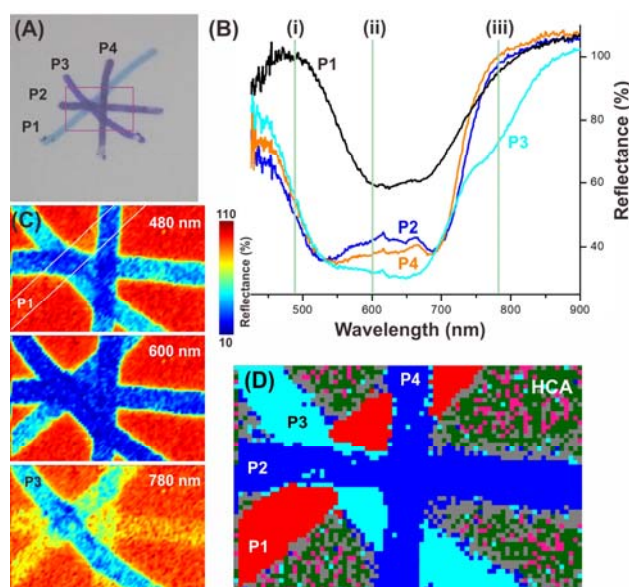 (A)
P4
P3
P2
P1
(B)
(i)
(ii)
(iii)
P1
P3
P2
P4
100
80
60
40
Reflectance (%)
500
600
700
800
900
Wavelength (nm)
(C)
480 nm
P1
600 nm
780 nm
P3
110
Reflectance (%)
10
(D)
HCA
P4
P3
P2
P1